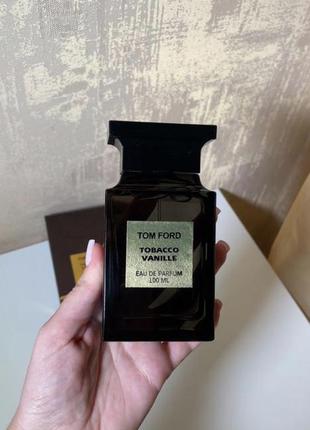 TOM FORD
TOBACCO
VANILLE
EAU DE PARFUM
100 ML